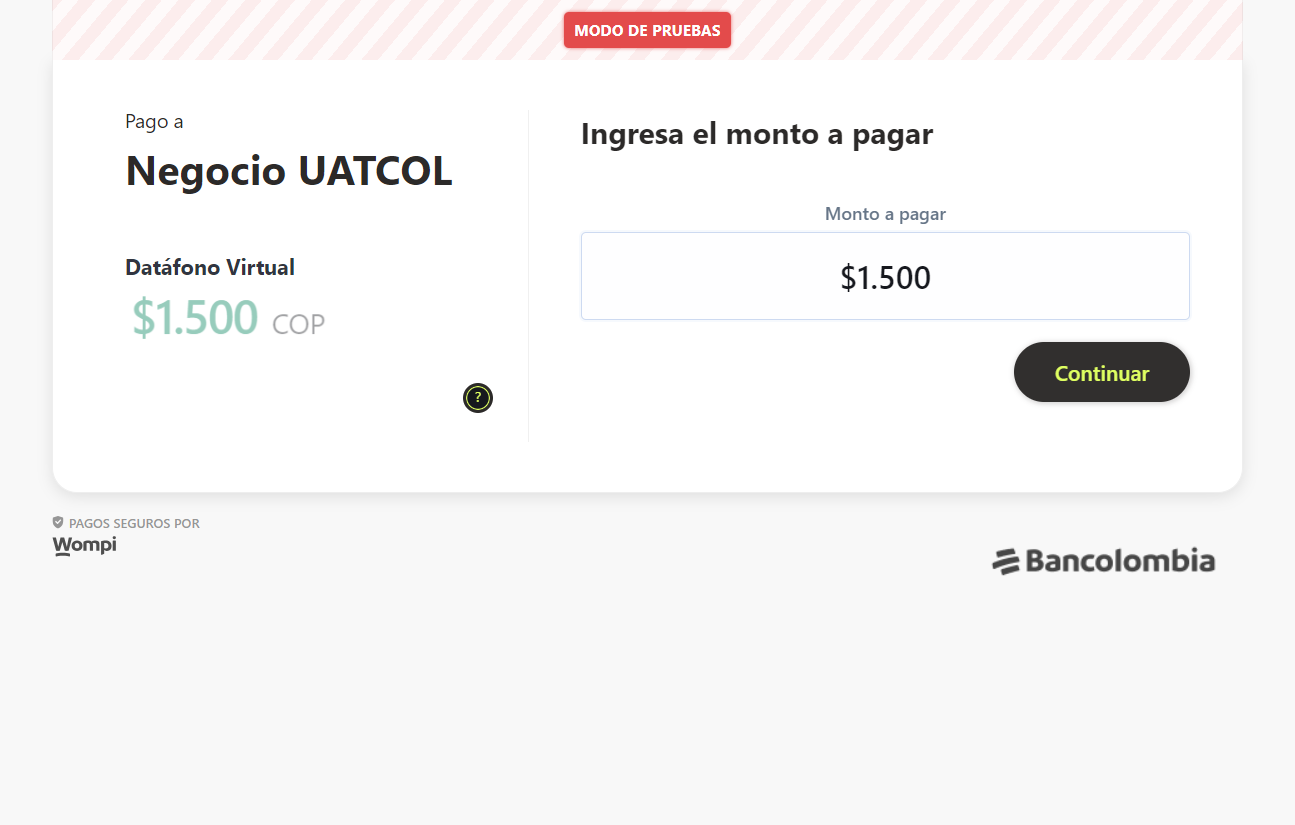 MODO DE PRUEBAS
Pago a
Negocio UATCOL
Datáfono Virtual
$1.500 COP
?
Ingresa el monto a pagar
Monto a pagar
$1.500
Continuar
PAGOS SEGUROS POR
Wompi
Bancolombia